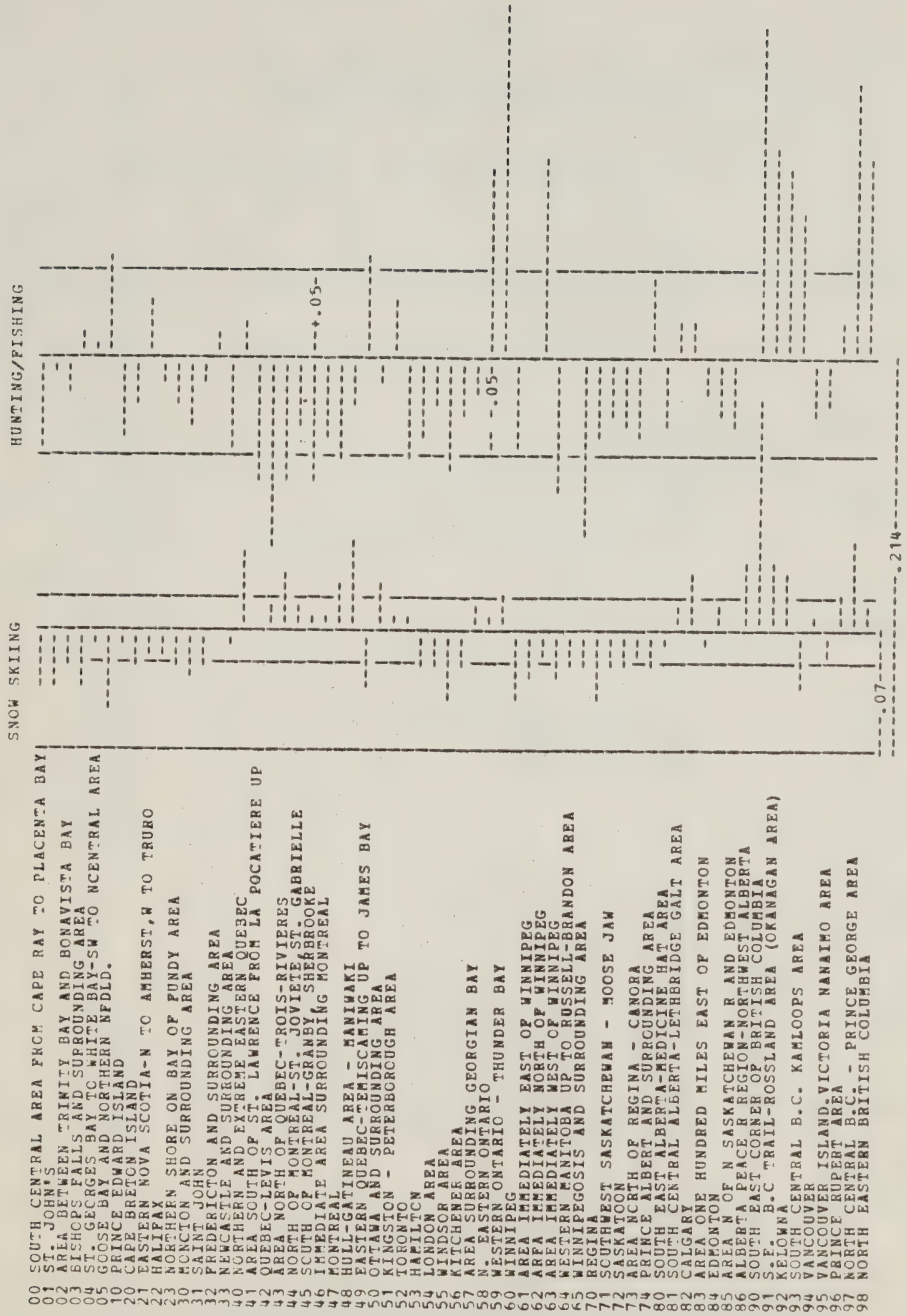 SNOW SKIING HUNTING/FISHING
00 SOUTH CENTRAL AREA FROM CAPE RAY TO PLACENTA BAY
01 ST. JOHN'S
02 AREA BETWEEN TRINITY BAY AND BONAVISTA BAY
03 BISHOPS FALLS AND SURROUNDING AREA
04 ST. GEORGES BAY TO WHITE BAY-SW TO NCENTRAL AREA
05 GOOSE BAY AND NORTHERN NFDLD.
10 PRINCE EDWARD ISLAND
20 CAPE BRETON ISLAND
21 EASTERN NOVA SCOTIA-N TO AMHERST,W TO TRURO
22 HALIFAX
23 NORTHERN SHORE ON BAY OF FUNDY AREA
30 MONCTON AND SURROUNDING AREA
31 SAINT JOHN
32 FREDERICTON AND SURROUNDING AREA
33 NEWCASTLE AND SURROUNDING AREA
40 NORTHERN AND EXTREME EASTERN QUEBEC
41 AREA SOUTH OF ST. LAWRENCE FROM LA POCATIERE UP
42 QUEBEC-LEVIS AREA
43 AREA NORTH OF QUEBEC-TROIS-RIVIERES
44 NORTH OF MONTREAL-ST. JOVIETE-ST. GABRIELLE
45 SOUTH OF MONTREAL-GRANBY, SHERBROOKE
46 IMMEDIATE AREA SURROUNDING MONTREAL
47 MONTREAL
48 HULL-GATINEAU AREA - MANIWAKI
49 EASTERN QUEBEC-TEMISCAMING UP TO JAMES BAY
50 OTTAWA AND SURROUNDING AREA
51 KINGSTON - PETERBOROUGH AREA
52 TORONTO
53 HAMILTON
54 LONDON AREA
55 WINDSOR AREA
56 KITCHENER AREA
57 AREA SURROUNDING GEORGIAN BAY
58 N. EASTERN ONTARIO
59 WESTERN ONTARIO - THUNDER BAY
60 WINNIPEG
61 AREA IMMEDIATELY EAST OF WINNIPEG
62 AREA IMMEDIATELY NORTH OF WINNIPEG
63 AREA IMMEDIATELY WEST OF WINNIPEG
64 WESTERN MANITOBA UP TO RUSSELL-BRANDON AREA
65 WINNIPEGOSIS AND SURROUNDING AREA
70 REGINA
71 SOUTHWEST SASKATCHEWAN - MOOSE JAW
72 SASKATOON
73 AREA NORTH OF REGINA - CANORA
74 PRINCE ALBERT AND SURROUNDING AREA
80 SOUTH EAST ALBERTA-MEDICINE HAT AREA
81 SOUTH CENTRAL ALBERTA-LETHBRIDGE GALT AREA
82 CALGARY
83 AREA ONE HUNDRED MILES EAST OF EDMONTON
84 EDMONTON
85 AREA OF N.SASKATCHEWAN AND EDMONTON
86 ALBERTA PEACE REGION-NORTHWEST ALBERTA
90 SOUTH EAST CORNER OF BRITISH COLUMBIA
91 S.E. B.C TRAIL-ROSSLAND AREA (OKANAGAN AREA)
92 KELOWNA
93 SOUTH CENTRAL B.C. KAMLOOPS AREA
94 VANCOUVER
95 VANCOUVER ISLAND VICTORIA NANAIMO AREA
96 PRINCE RUPERT AREA
97 NORTH CENTRAL B.C. - PRINCE GEORGE AREA
98 NORTH EASTERN BRITISH COLUMBIA
+.05
.05
.07
.214